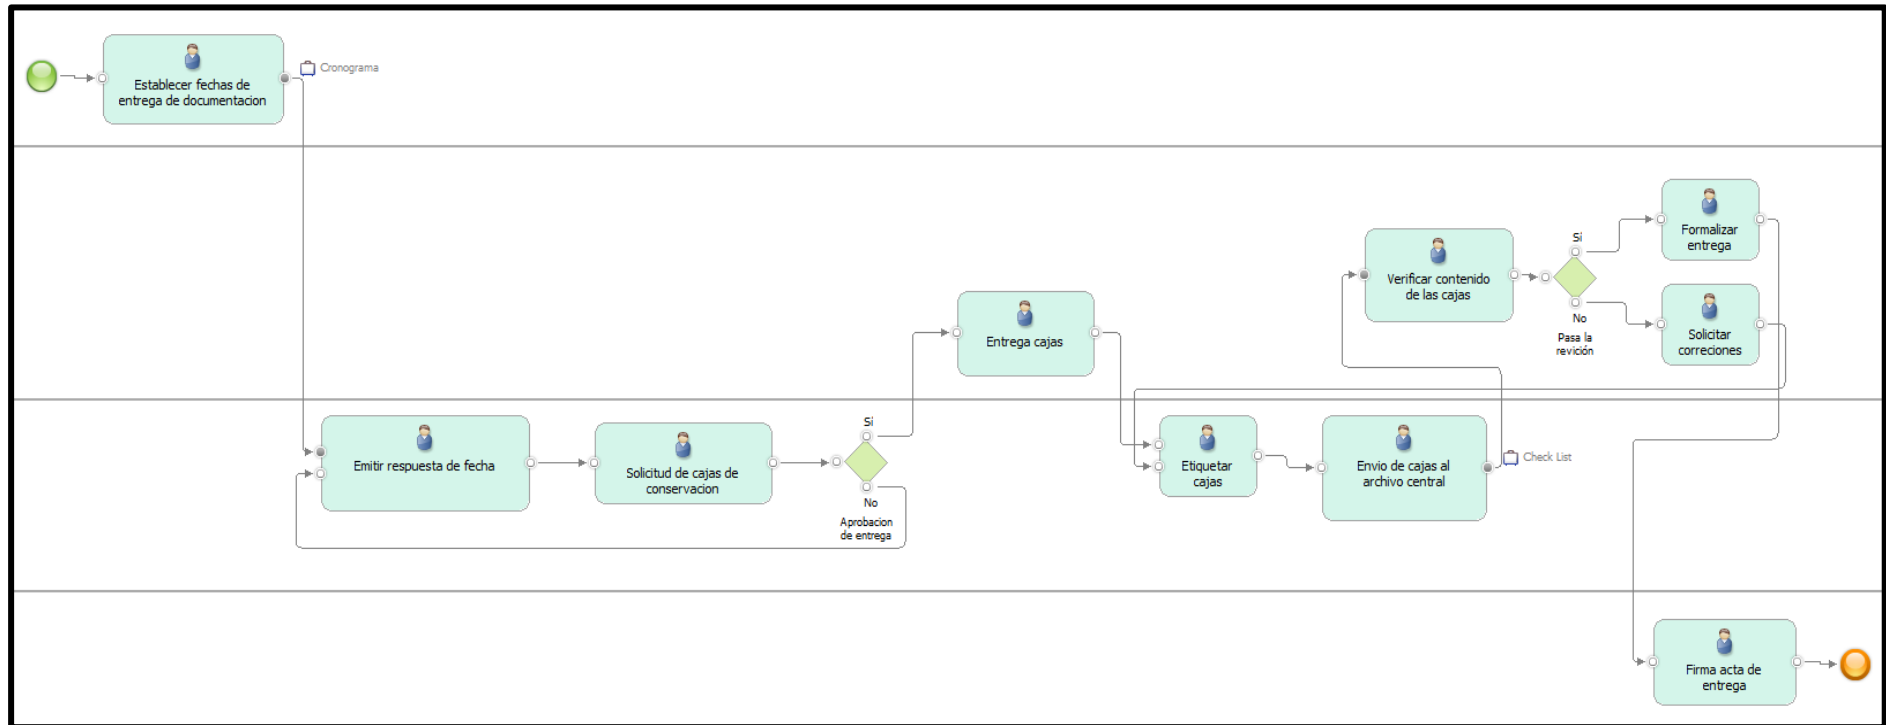 Establecer fechas de
entrega de documentacion
Cronograma
Formalizar
entrega
Si
Verificar contenido
de las cajas
No
Pasa la
revición
Solicitar
correciones
Entrega cajas
Emitir respuesta de fecha
Solicitud de cajas de
conservacion
Si
No
Aprobacion
de entrega
Etiquetar
cajas
Envio de cajas al
archivo central
Check List
Firma acta de
entrega